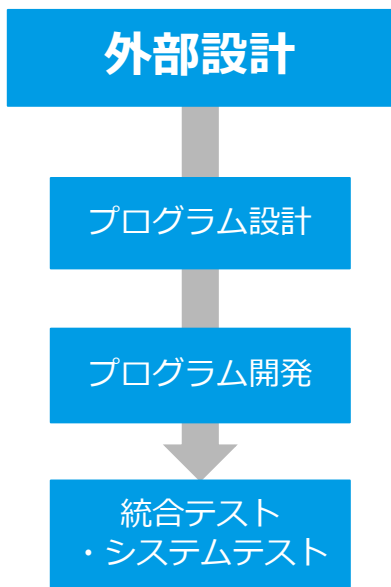 外部設計
プログラム設計
プログラム開発
統合テスト
・システムテスト